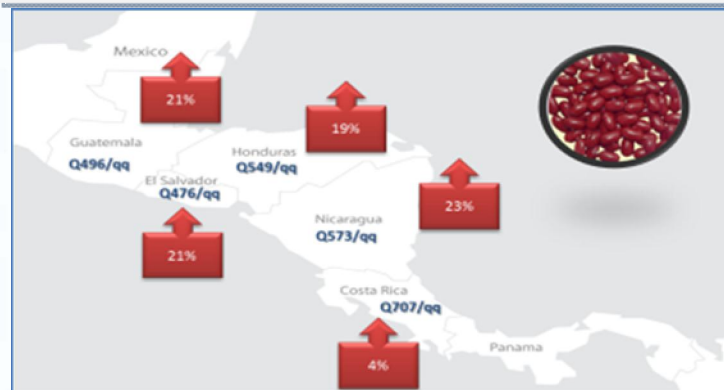 Mexico
21%
19%
Guatemala
Q496/qq
Honduras
Q549/qq
El Salvador
Q476/qq
23%
Nicaragua
Q573/qq
21%
Costa Rica
Q707/qq
Panama
4%